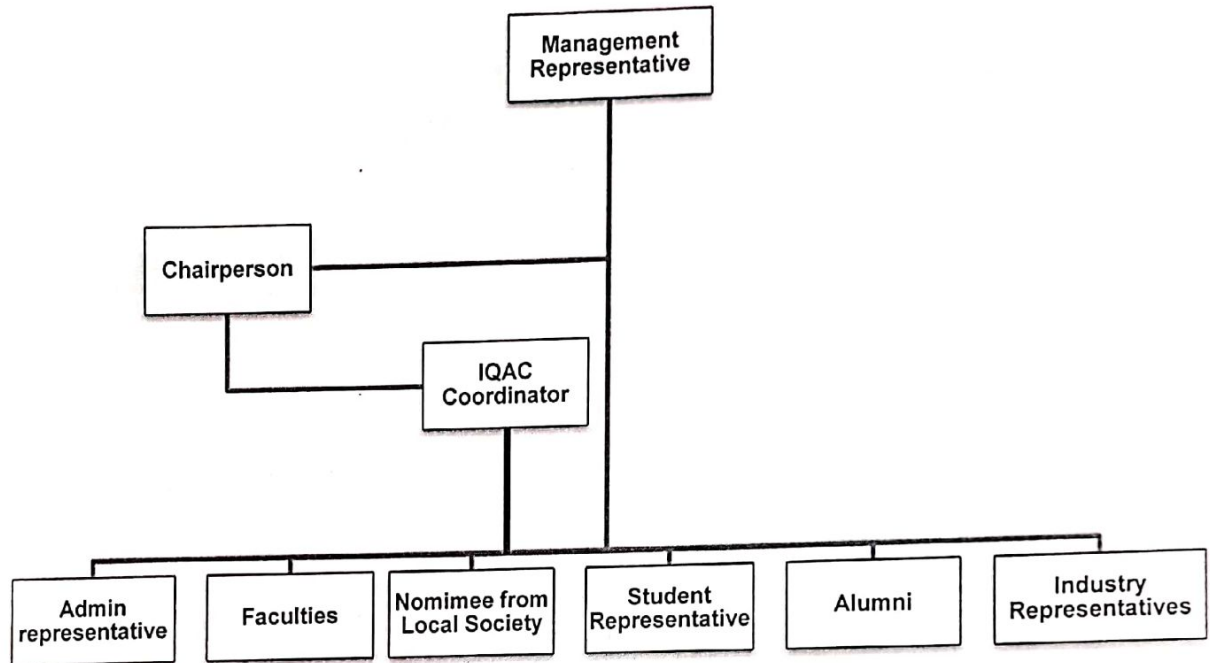 Management
Representative
Chairperson
IQAC
Coordinator
Admin
representative
Faculties
Nomimee from
Local Society
Student
Representative
Alumni
Industry
Representatives